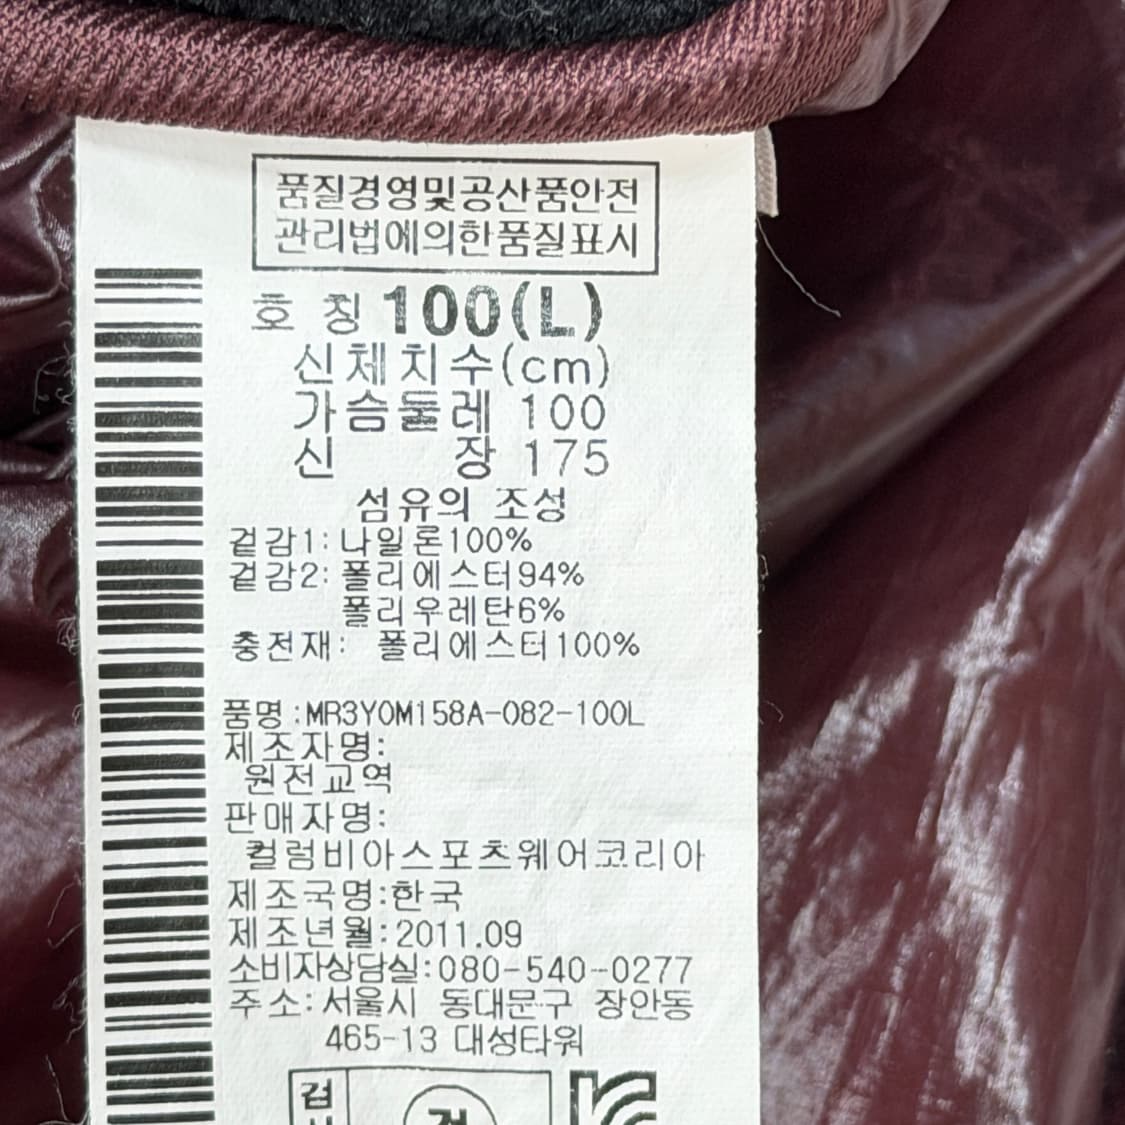 품질경영및공산품안전
관리법에의한품질표시
호 칭 100(L)
신체치수(cm)
가슴둘레 100
신 장 175
섬유의 조성
겉감1: 나일론100%
겉감2: 폴리에스터94%
폴리우레탄6%
충전재: 폴리에스터100%
품명:MR3Y0M158A-082-100L
제조자명:
원전교역
판매자명:
컬럼비아스포츠웨어코리아
제조국명:한국
제조년월:2011.09
소비자상담실:080-540-0277
주소:서울시 동대문구 장안동
465-13 대성타워
검